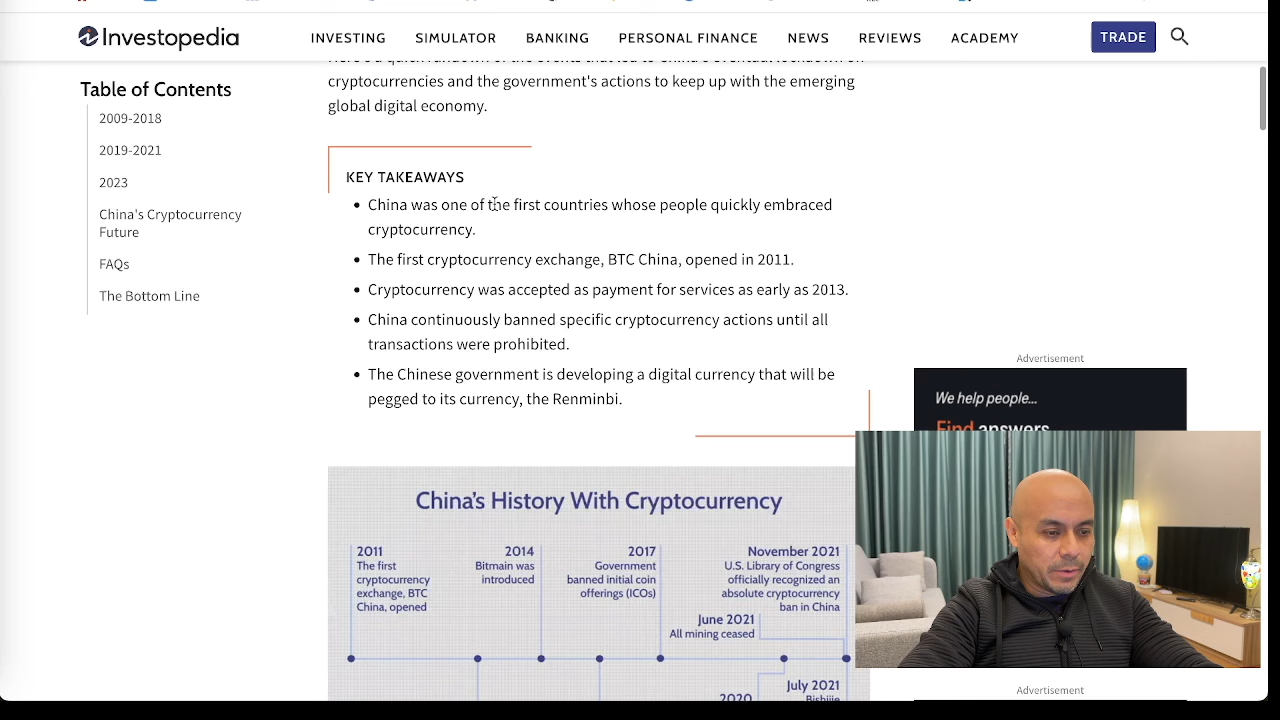 Investopedia
INVESTING
SIMULATOR
BANKING
PERSONAL FINANCE
NEWS
REVIEWS
ACADEMY
TRADE
Table of Contents
2009-2018
2019-2021
2023
China's Cryptocurrency
Future
FAQs
The Bottom Line
cryptocurrencies and the government's actions to keep up with the emerging
global digital economy.
KEY TAKEAWAYS
• China was one of the first countries whose people quickly embraced
cryptocurrency.
• The first cryptocurrency exchange, BTC China, opened in 2011.
• Cryptocurrency was accepted as payment for services as early as 2013.
• China continuously banned specific cryptocurrency actions until all
transactions were prohibited.
• The Chinese government is developing a digital currency that will be
pegged to its currency, the Renminbi.
China's History With Cryptocurrency
2011
The first
cryptocurrency
exchange, BTC
China, opened
2014
Bitmain was
introduced
2017
Government
banned initial coin
offerings (ICOs)
November 2021
U.S. Library of Congress
officially recognized an
absolute cryptocurrency
ban in China
June 2021
All mining ceased
July 2021
2020
Advertisement
We help people...
Find answers
Advertisement